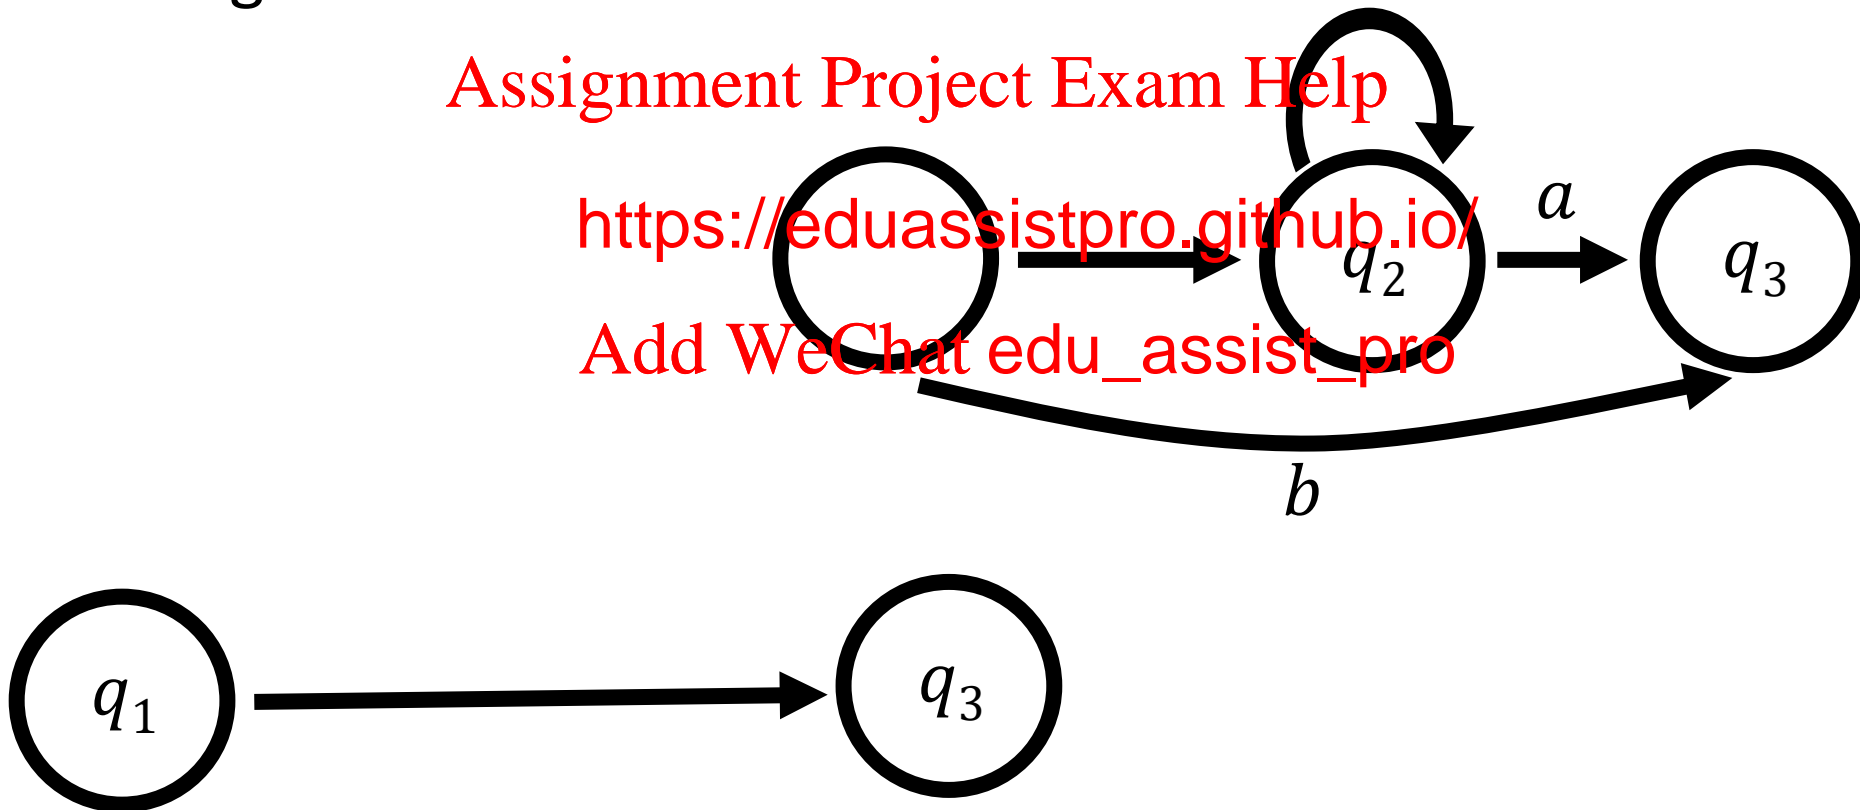 g
Assignment Project Exam Help
https://eduassistpro.github.io/
a
q₂
q₃
Add WeChat edu_assist_pro
b
q₁
q₃